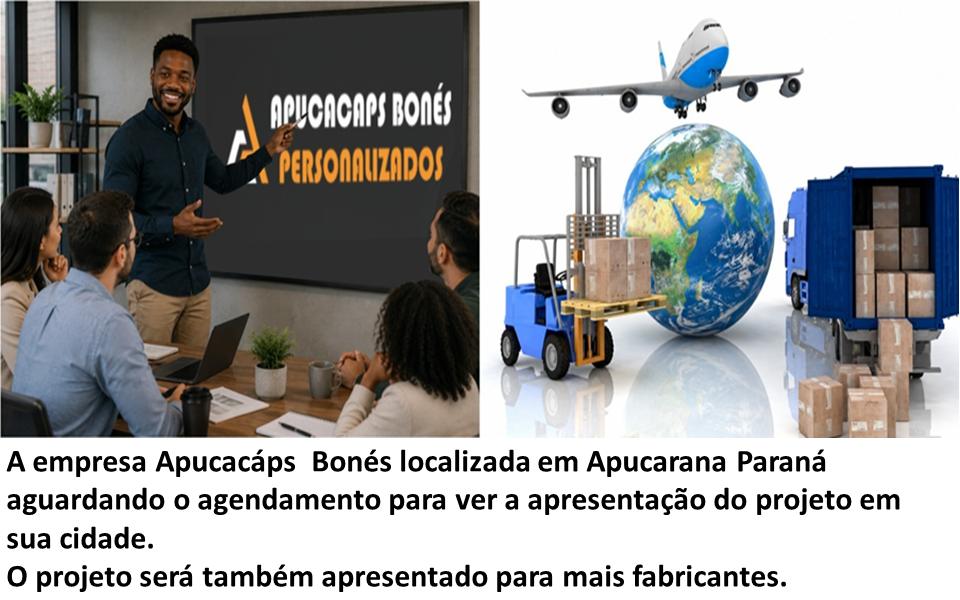 APUCACAPS BONÉS
PERSONALIZADOS
A empresa Apucacáps Bonés localizada em Apucarana Paraná
aguardando o agendamento para ver a apresentação do projeto em
sua cidade.
O projeto será também apresentado para mais fabricantes.